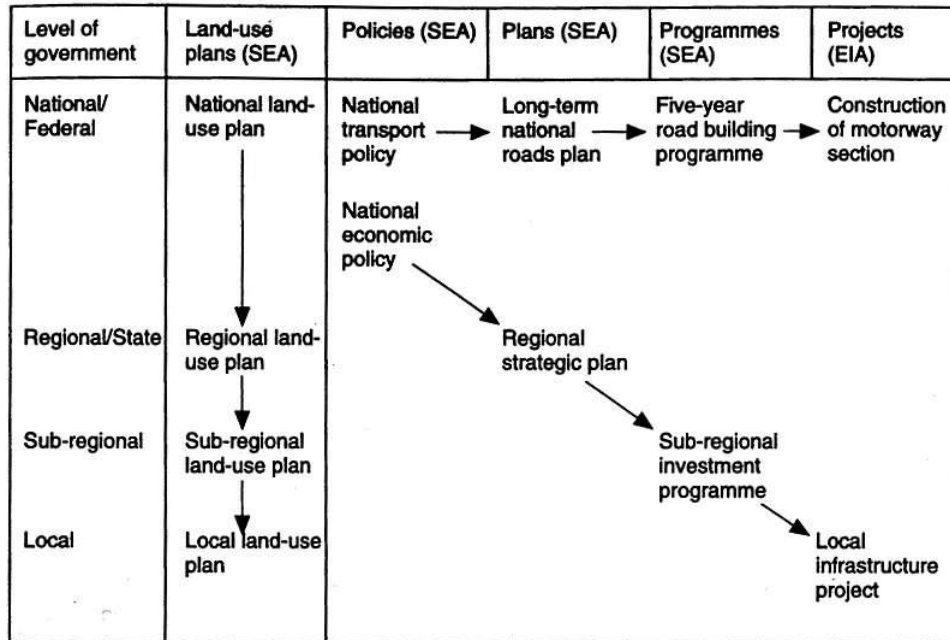 Level of
government
Land-use
plans (SEA)
Policies (SEA)
Plans (SEA)
Programmes
(SEA)
Projects
(EIA)
National/
Federal
National land-
use plan
National
transport
policy
Long-term
national
roads plan
Five-year
road building
programme
Construction
of motorway
section
National
economic
policy
Regional/State
Regional land-
use plan
Regional
strategic plan
Sub-regional
Sub-regional
land-use plan
Sub-regional
investment
programme
Local
Local land-use
plan
Local
infrastructure
project